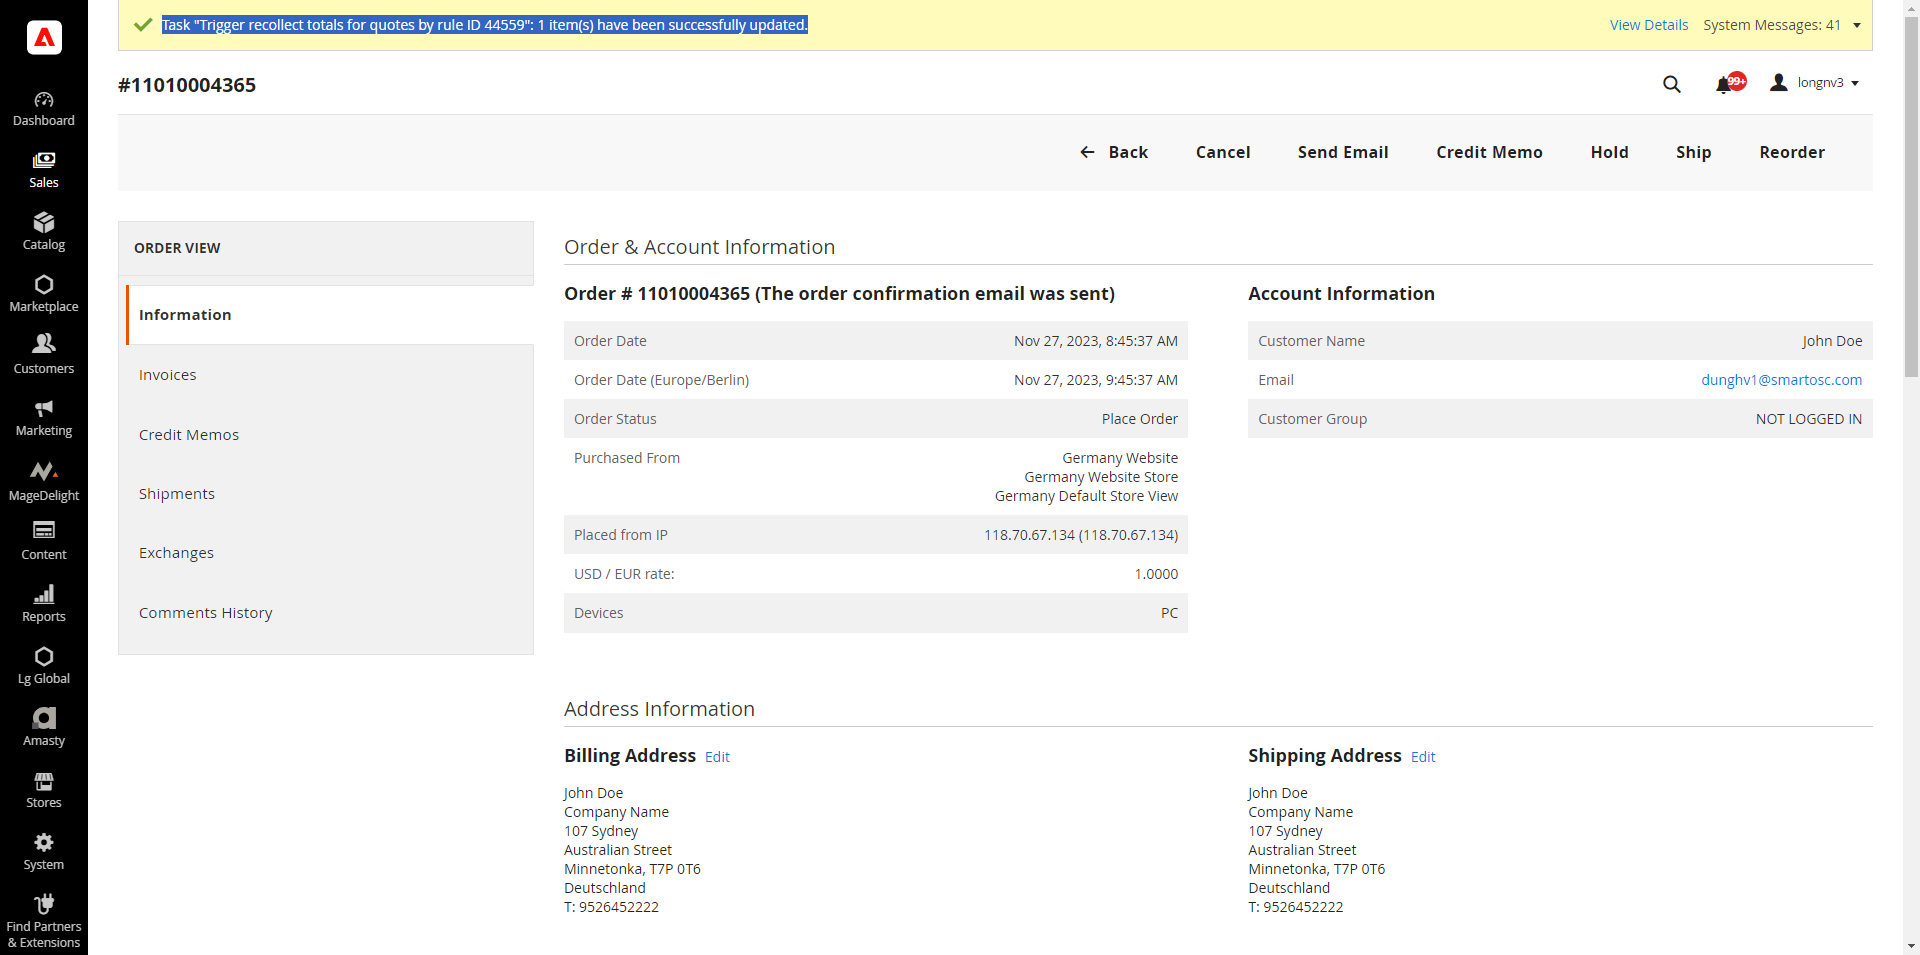 Task "Trigger recollect totals for quotes by rule ID 44559": 1 item(s) have been successfully updated.
View Details
System Messages: 41
#11010004365
99+
longnv3
Back
Cancel
Send Email
Credit Memo
Hold
Ship
Reorder
Dashboard
Sales
Catalog
Marketplace
Customers
Marketing
MageDelight
Content
Reports
Lg Global
Amasty
Stores
System
Find Partners
& Extensions
ORDER VIEW
Information
Invoices
Credit Memos
Shipments
Exchanges
Comments History
Order & Account Information
Order # 11010004365 (The order confirmation email was sent)
Order Date Nov 27, 2023, 8:45:37 AM
Order Date (Europe/Berlin) Nov 27, 2023, 9:45:37 AM
Order Status Place Order
Purchased From Germany Website
Germany Website Store
Germany Default Store View
Placed from IP 118.70.67.134 (118.70.67.134)
USD / EUR rate: 1.0000
Devices PC
Account Information
Customer Name John Doe
Email dunghv1@smartosc.com
Customer Group NOT LOGGED IN
Address Information
Billing Address Edit
John Doe
Company Name
107 Sydney
Australian Street
Minnetonka, T7P 0T6
Deutschland
T: 9526452222
Shipping Address Edit
John Doe
Company Name
107 Sydney
Australian Street
Minnetonka, T7P 0T6
Deutschland
T: 9526452222